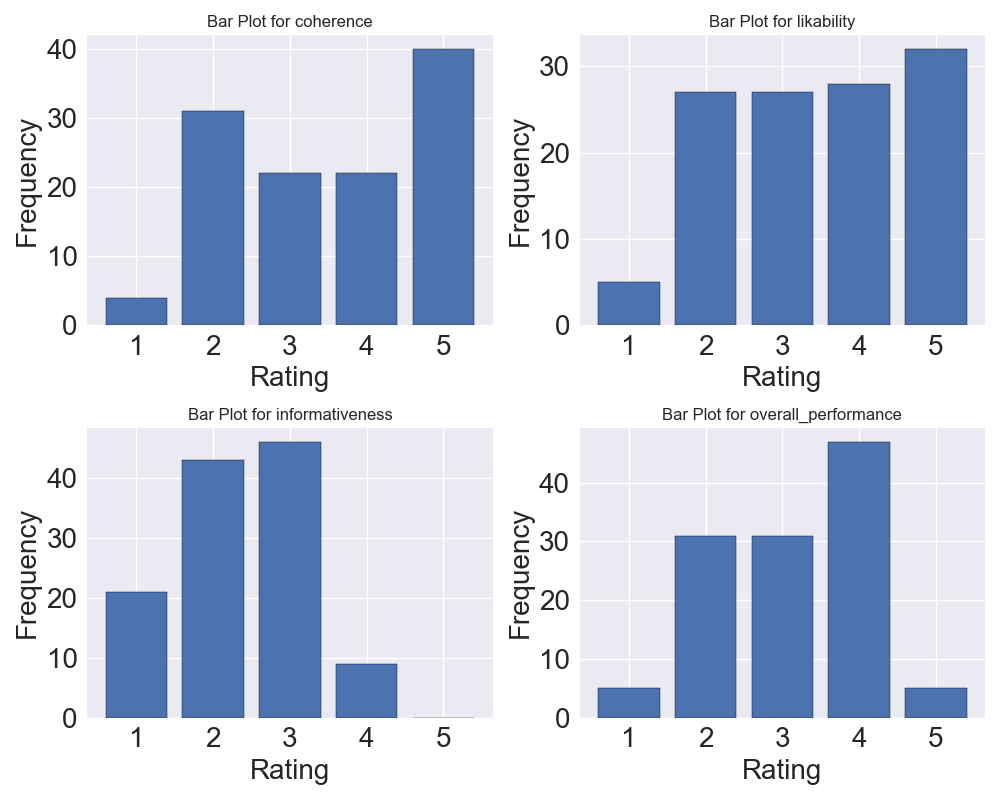 Bar Plot for coherence
Frequency
40
30
20
10
0
1 2 3 4 5
Rating
Bar Plot for likability
Frequency
30
20
10
0
1 2 3 4 5
Rating
Bar Plot for informativeness
Frequency
40
30
20
10
0
1 2 3 4 5
Rating
Bar Plot for overall_performance
Frequency
40
30
20
10
0
1 2 3 4 5
Rating